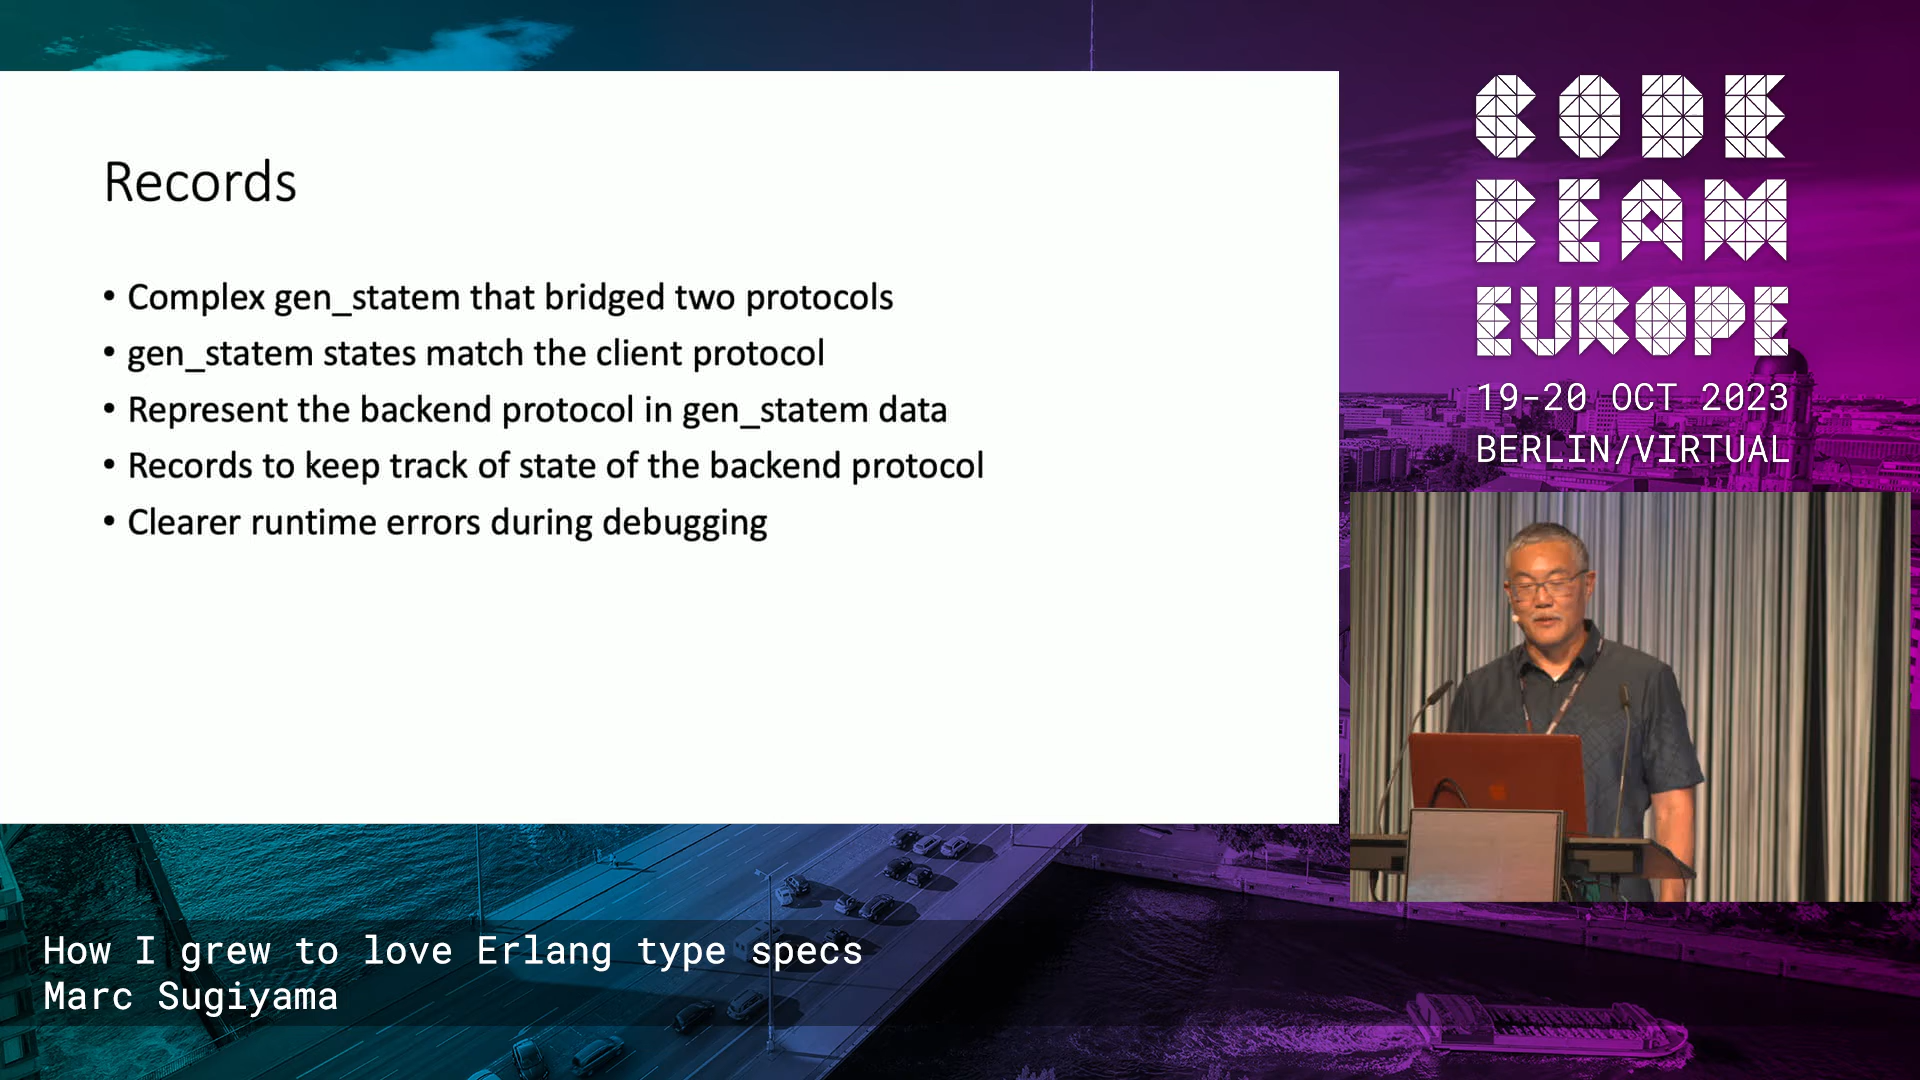 Records
• Complex gen_statem that bridged two protocols
• gen_statem states match the client protocol
• Represent the backend protocol in gen_statem data
• Records to keep track of state of the backend protocol
• Clearer runtime errors during debugging
CODE
BEAM
EUROPE
19-20 OCT 2023
BERLIN/VIRTUAL
How I grew to love Erlang type specs
Marc Sugiyama